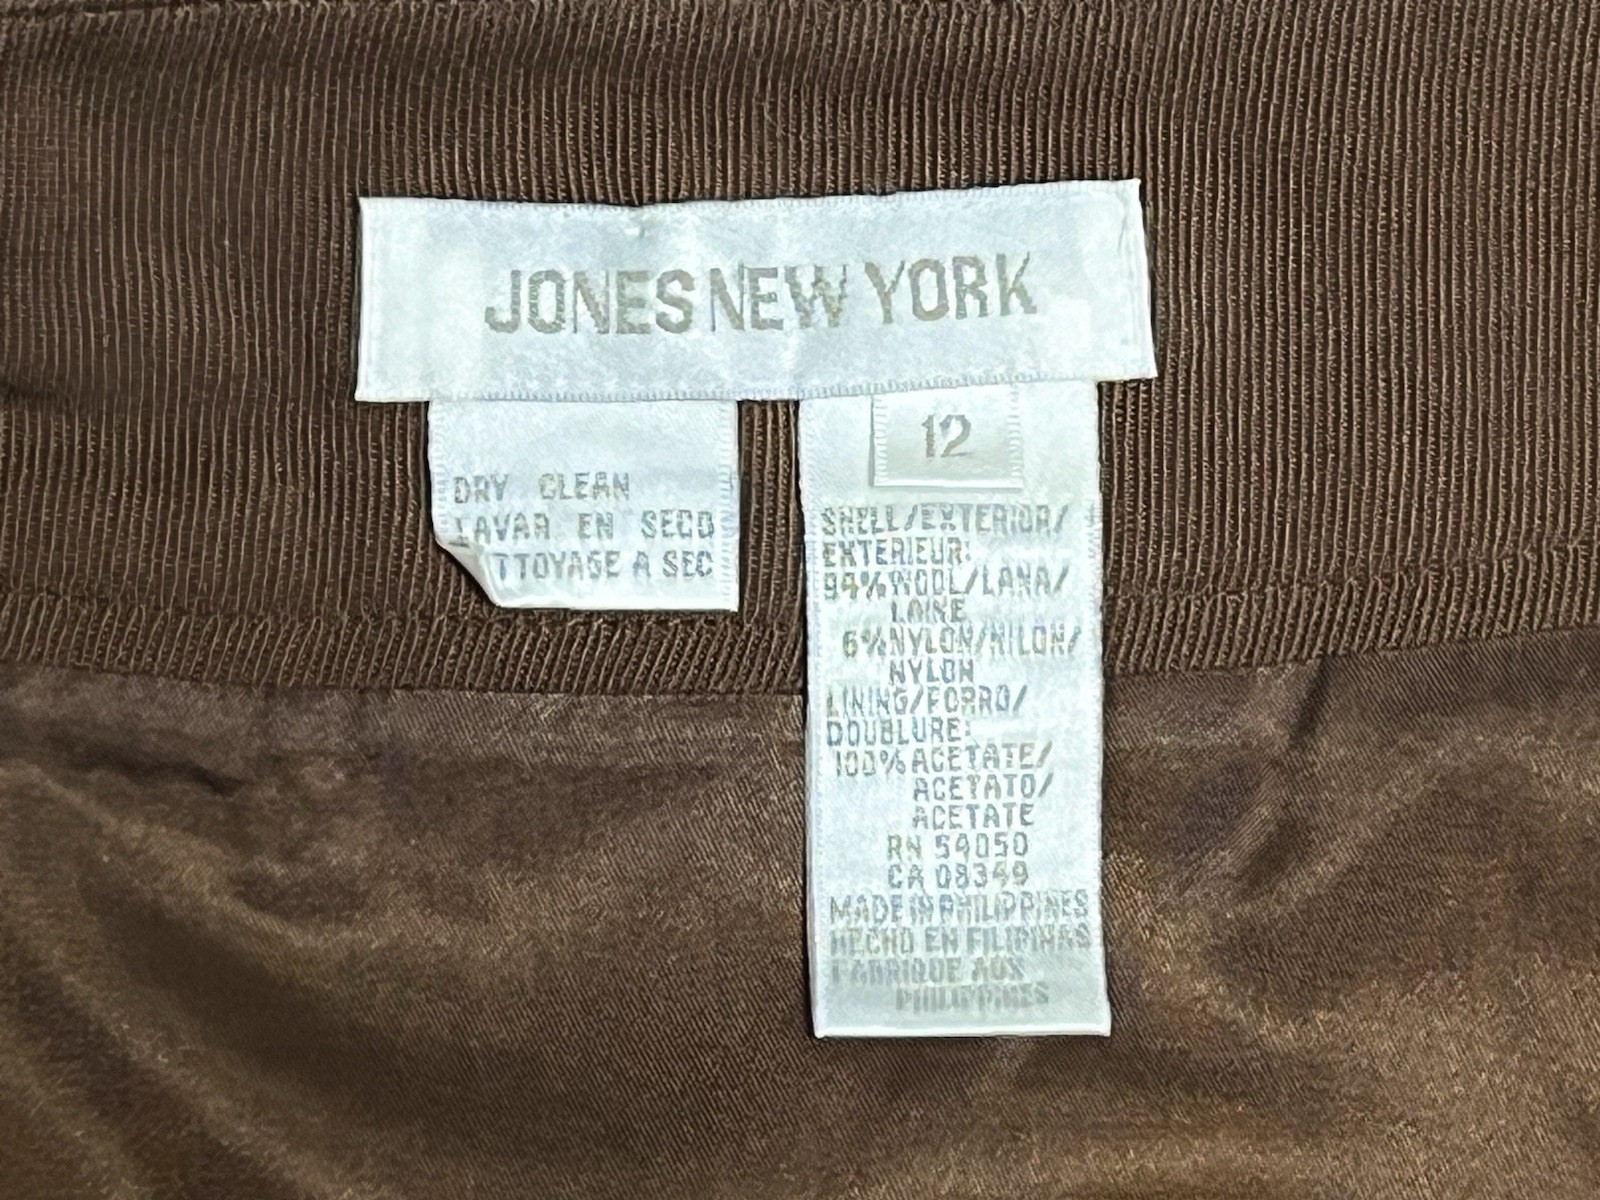 JONES NEW YORK
DRY CLEAN
LAVAR EN SECO
TTOYAGE A SEC
12
SHELL/EXTERIOR/
EXTERIEUR:
94% WOOL/LANA/
LAINE
6% NYLON/NILON/
NYLON
LINING/FORRO/
DOUBLURE:
100% ACETATE/
ACETATO/
ACETATE
RN 54050
CA 08349
MADE IN PHILIPPINES
HECHO EN FILIPINAS
FABRIQUE AUX
PHILIPPINES